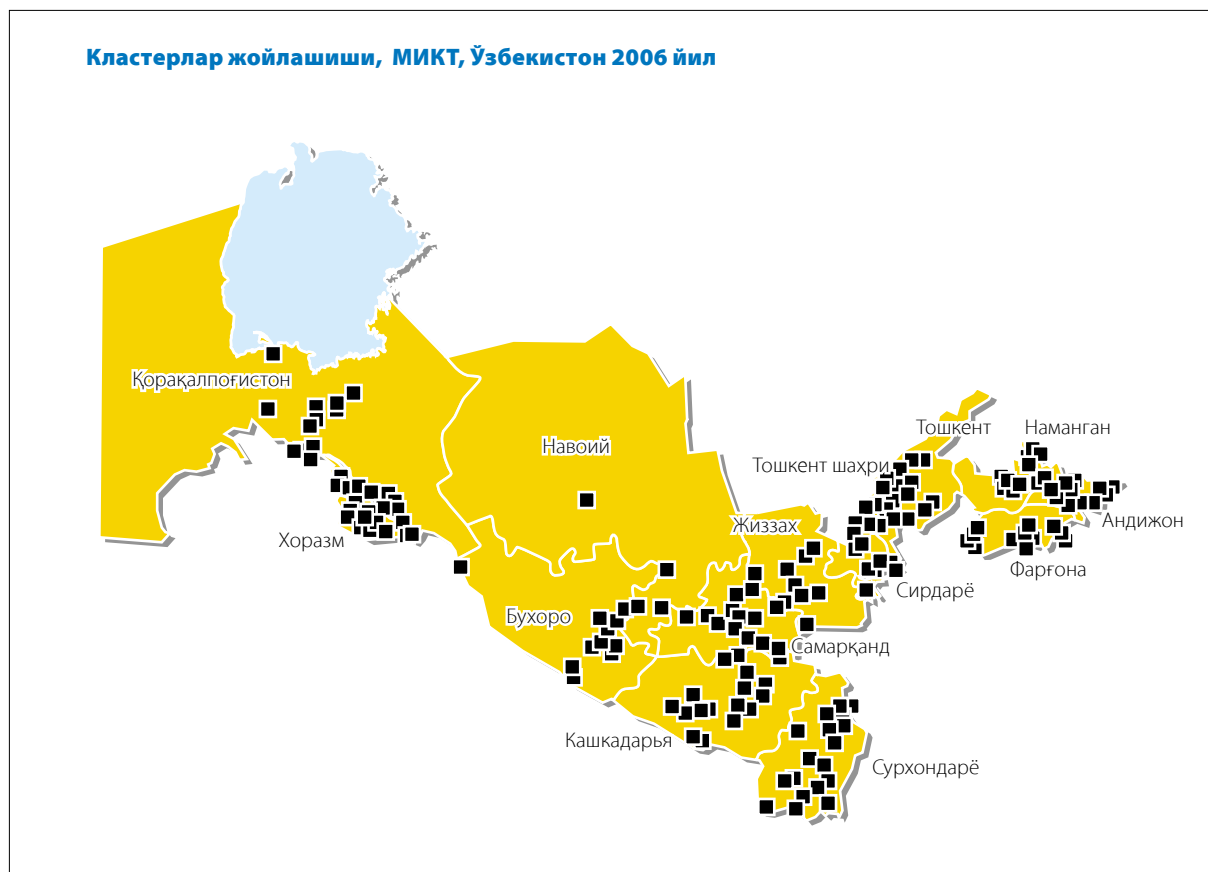 Кластерлар жойлашиши, МИКТ, Ўзбекистон 2006 йил
Қорақалпоғистон
Тошкент
Наманган
Навоий
Тошкент шаҳри
Андижон
Жиззах
Хоразм
Фарғона
Сирдарё
Бухоро
Самарқанд
Кашкадарья
Сурхондарё